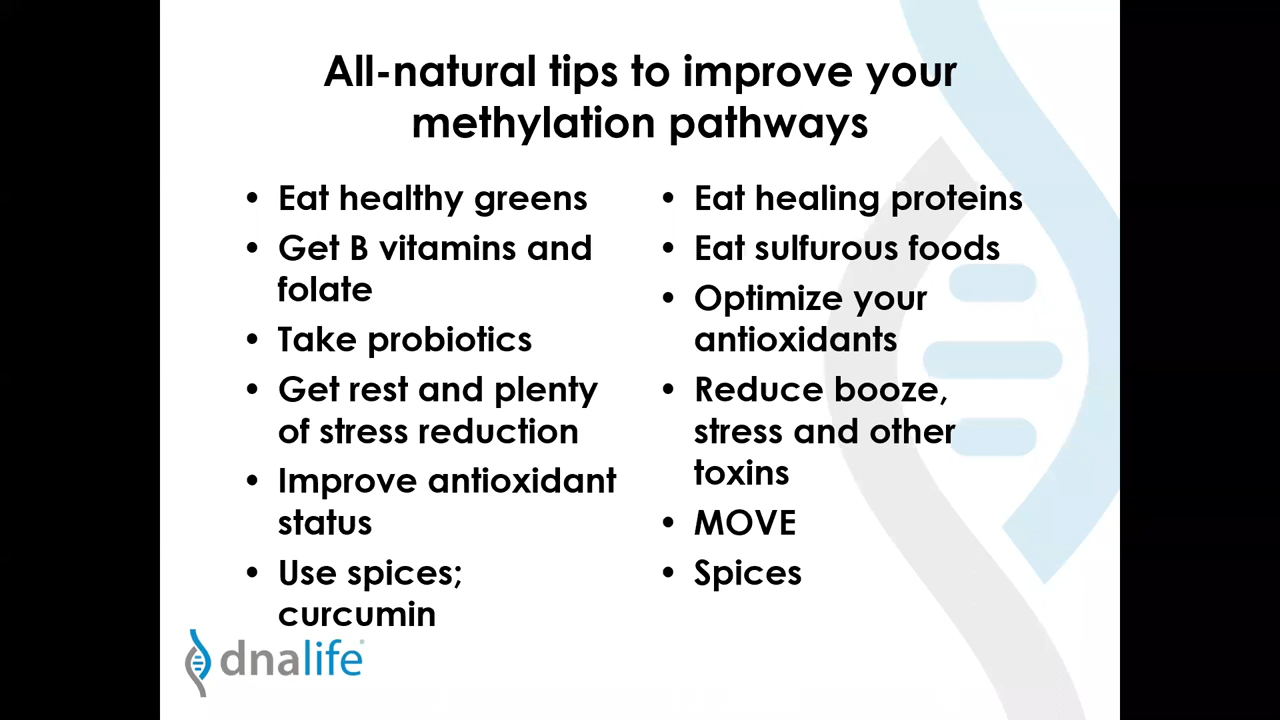 All-natural tips to improve your
methylation pathways
• Eat healthy greens
• Get B vitamins and
folate
• Take probiotics
• Get rest and plenty
of stress reduction
• Improve antioxidant
status
• Use spices;
curcumin
• Eat healing proteins
• Eat sulfurous foods
• Optimize your
antioxidants
• Reduce booze,
stress and other
toxins
• MOVE
• Spices
dnalife